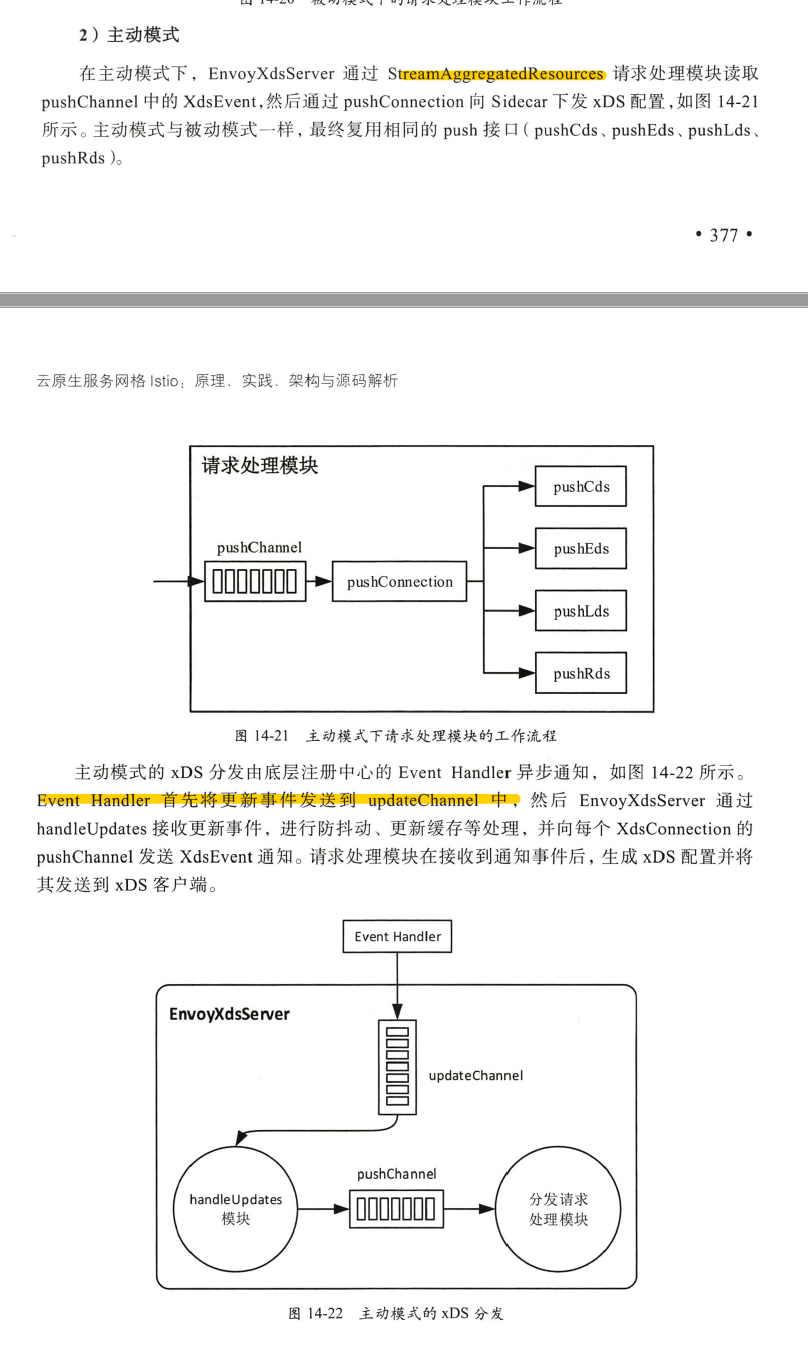 图 14-20 被动模式下的请求处理模块工作流程
2）主动模式
在主动模式下，EnvoyXdsServer 通过 StreamAggregatedResources 请求处理模块读取
pushChannel 中的 XdsEvent，然后通过 pushConnection 向 Sidecar 下发 xDS 配置，如图 14-21
所示。主动模式与被动模式一样，最终复用相同的 push 接口（pushCds、pushEds、pushLds、
pushRds）。
• 377 •
云原生服务网格 Istio：原理．实践．架构与源码解析
请求处理模块
pushCds
pushChannel
pushEds
pushConnection
pushLds
pushRds
图 14-21 主动模式下请求处理模块的工作流程
主动模式的 xDS 分发由底层注册中心的 Event Handler 异步通知，如图 14-22 所示。
Event Handler 首先将更新事件发送到 updateChannel 中，然后 EnvoyXdsServer 通过
handleUpdates 接收更新事件，进行防抖动、更新缓存等处理，并向每个 XdsConnection 的
pushChannel 发送 XdsEvent 通知。请求处理模块在接收到通知事件后，生成 xDS 配置并将
其发送到 xDS 客户端。
Event Handler
EnvoyXdsServer
updateChannel
pushChannel
handleUpdates
模块
分发请求
处理模块
图 14-22 主动模式的 xDS 分发